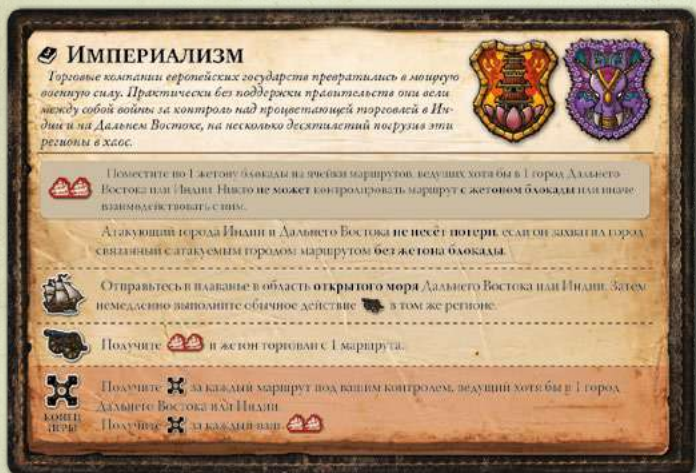 Империализм
Торговые компании европейских государств превратились в мощную
военную силу. Практически без поддержки правительств они вели
между собой войны за контроль над процветающей торговлей в Ин-
дии и на Дальнем Востоке, на несколько десятилетий погрузив эти
регионы в хаос.
Поместите по 1 жетону блокады на ячейки маршрутов, ведущих хотя бы в 1 город Дальнего
Востока или Индии. Никто не может контролировать маршрут с жетоном блокады или иначе
взаимодействовать с ним.
Атакующий города Индии и Дальнего Востока не несёт потери, если он захватил город
связанный с атакуемым городом маршрутом без жетона блокады.
Отправьтесь в плаванье в область открытого моря Дальнего Востока или Индии. Затем
немедленно выполните обычное действие в том же регионе.
Получите и жетон торговли с 1 маршрута.
Получите за каждый маршрут под вашим контролем, ведущий хотя бы в 1 город
Дальнего Востока или Индии
КОНЕЦ
ИГРЫ
Получите за каждый ваш